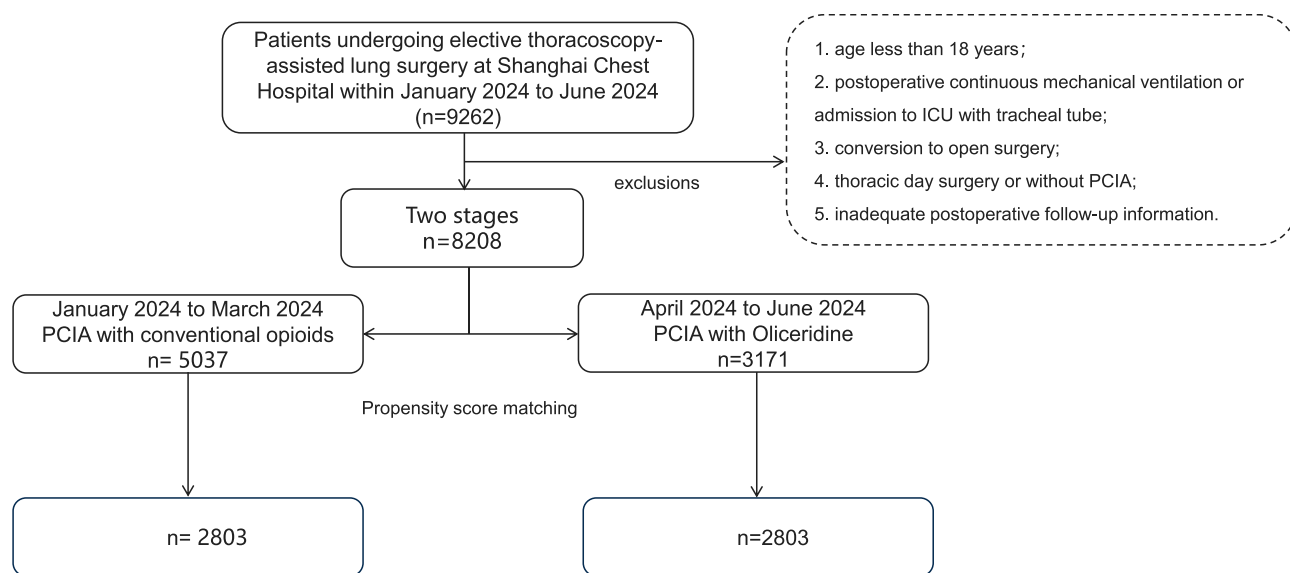 Patients undergoing elective thoracoscopy-
assisted lung surgery at Shanghai Chest
Hospital within January 2024 to June 2024
(n=9262)
1. age less than 18 years;
2. postoperative continuous mechanical ventilation or
admission to ICU with tracheal tube;
3. conversion to open surgery;
4. thoracic day surgery or without PCIA;
5. inadequate postoperative follow-up information.
exclusions
Two stages
n=8208
January 2024 to March 2024
PCIA with conventional opioids
n= 5037
April 2024 to June 2024
PCIA with Oliceridine
n=3171
Propensity score matching
n= 2803
n=2803